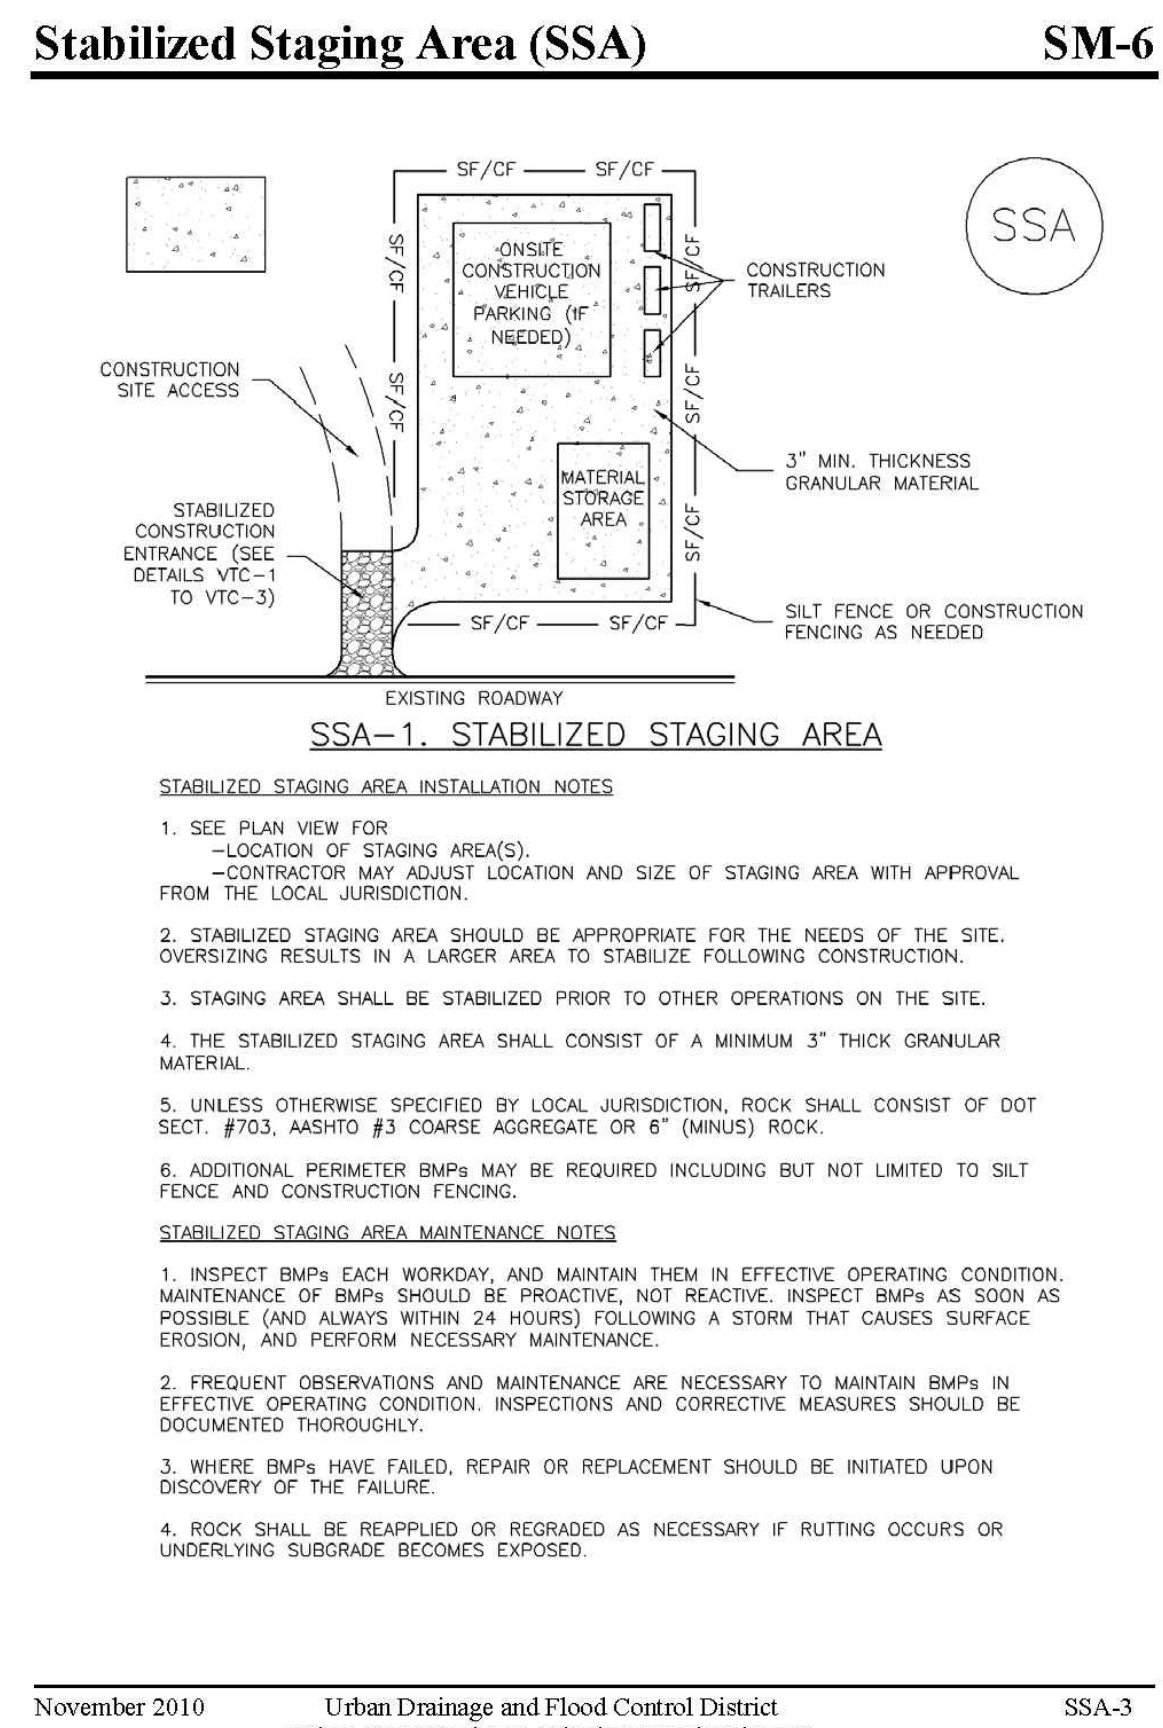 Stabilized Staging Area (SSA) SM-6
SF/CF SF/CF
SSA
SF/CF
SF/CF
ONSITE
CONSTRUCTION
VEHICLE
PARKING (IF
NEEDED)
CONSTRUCTION
TRAILERS
CONSTRUCTION
SITE ACCESS
SF/CF
SF/CF
3" MIN. THICKNESS
GRANULAR MATERIAL
MATERIAL
STORAGE
AREA
STABILIZED
CONSTRUCTION
ENTRANCE (SEE
DETAILS VTC-1
TO VTC-3)
SF/CF
SILT FENCE OR CONSTRUCTION
FENCING AS NEEDED
SF/CF SF/CF
EXISTING ROADWAY
SSA-1. STABILIZED STAGING AREA
STABILIZED STAGING AREA INSTALLATION NOTES
1. SEE PLAN VIEW FOR
-LOCATION OF STAGING AREA(S).
-CONTRACTOR MAY ADJUST LOCATION AND SIZE OF STAGING AREA WITH APPROVAL
FROM THE LOCAL JURISDICTION.
2. STABILIZED STAGING AREA SHOULD BE APPROPRIATE FOR THE NEEDS OF THE SITE.
OVERSIZING RESULTS IN A LARGER AREA TO STABILIZE FOLLOWING CONSTRUCTION.
3. STAGING AREA SHALL BE STABILIZED PRIOR TO OTHER OPERATIONS ON THE SITE.
4. THE STABILIZED STAGING AREA SHALL CONSIST OF A MINIMUM 3" THICK GRANULAR
MATERIAL.
5. UNLESS OTHERWISE SPECIFIED BY LOCAL JURISDICTION, ROCK SHALL CONSIST OF DOT
SECT. #703, AASHTO #3 COARSE AGGREGATE OR 6" (MINUS) ROCK.
6. ADDITIONAL PERIMETER BMPs MAY BE REQUIRED INCLUDING BUT NOT LIMITED TO SILT
FENCE AND CONSTRUCTION FENCING.
STABILIZED STAGING AREA MAINTENANCE NOTES
1. INSPECT BMPs EACH WORKDAY, AND MAINTAIN THEM IN EFFECTIVE OPERATING CONDITION.
MAINTENANCE OF BMPs SHOULD BE PROACTIVE, NOT REACTIVE. INSPECT BMPs AS SOON AS
POSSIBLE (AND ALWAYS WITHIN 24 HOURS) FOLLOWING A STORM THAT CAUSES SURFACE
EROSION, AND PERFORM NECESSARY MAINTENANCE.
2. FREQUENT OBSERVATIONS AND MAINTENANCE ARE NECESSARY TO MAINTAIN BMPs IN
EFFECTIVE OPERATING CONDITION. INSPECTIONS AND CORRECTIVE MEASURES SHOULD BE
DOCUMENTED THOROUGHLY.
3. WHERE BMPs HAVE FAILED, REPAIR OR REPLACEMENT SHOULD BE INITIATED UPON
DISCOVERY OF THE FAILURE.
4. ROCK SHALL BE REAPPLIED OR REGRADED AS NECESSARY IF RUTTING OCCURS OR
UNDERLYING SUBGRADE BECOMES EXPOSED.
November 2010 Urban Drainage and Flood Control District SSA-3